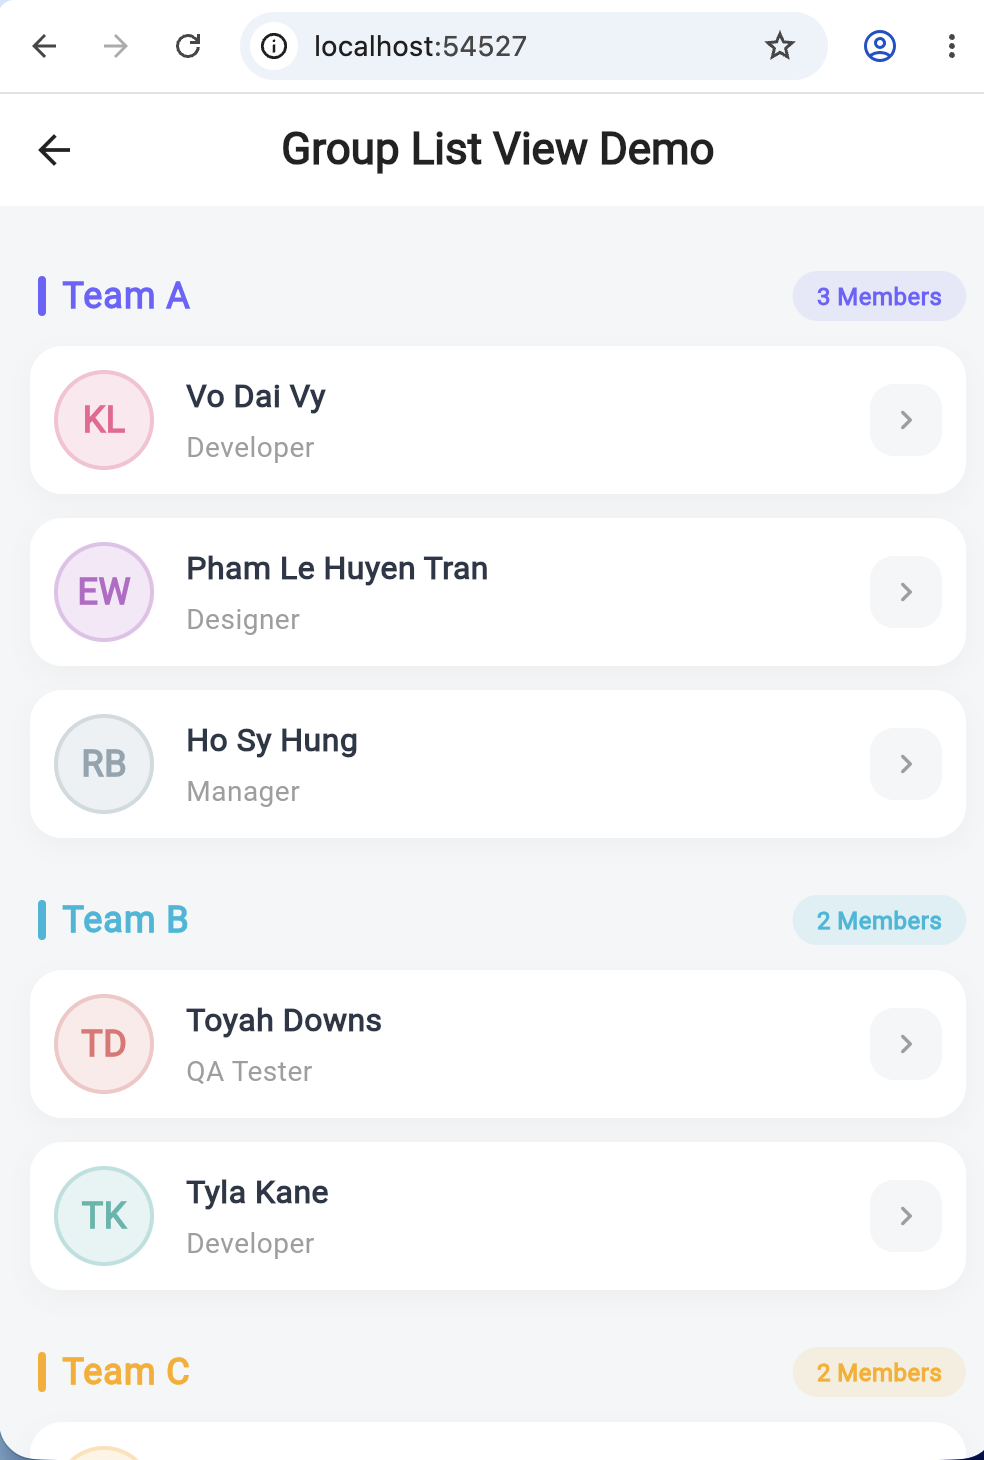 localhost:54527
Group List View Demo
Team A
3 Members
KL
Vo Dai Vy
Developer
EW
Pham Le Huyen Tran
Designer
RB
Ho Sy Hung
Manager
Team B
2 Members
TD
Toyah Downs
QA Tester
TK
Tyla Kane
Developer
Team C
2 Members